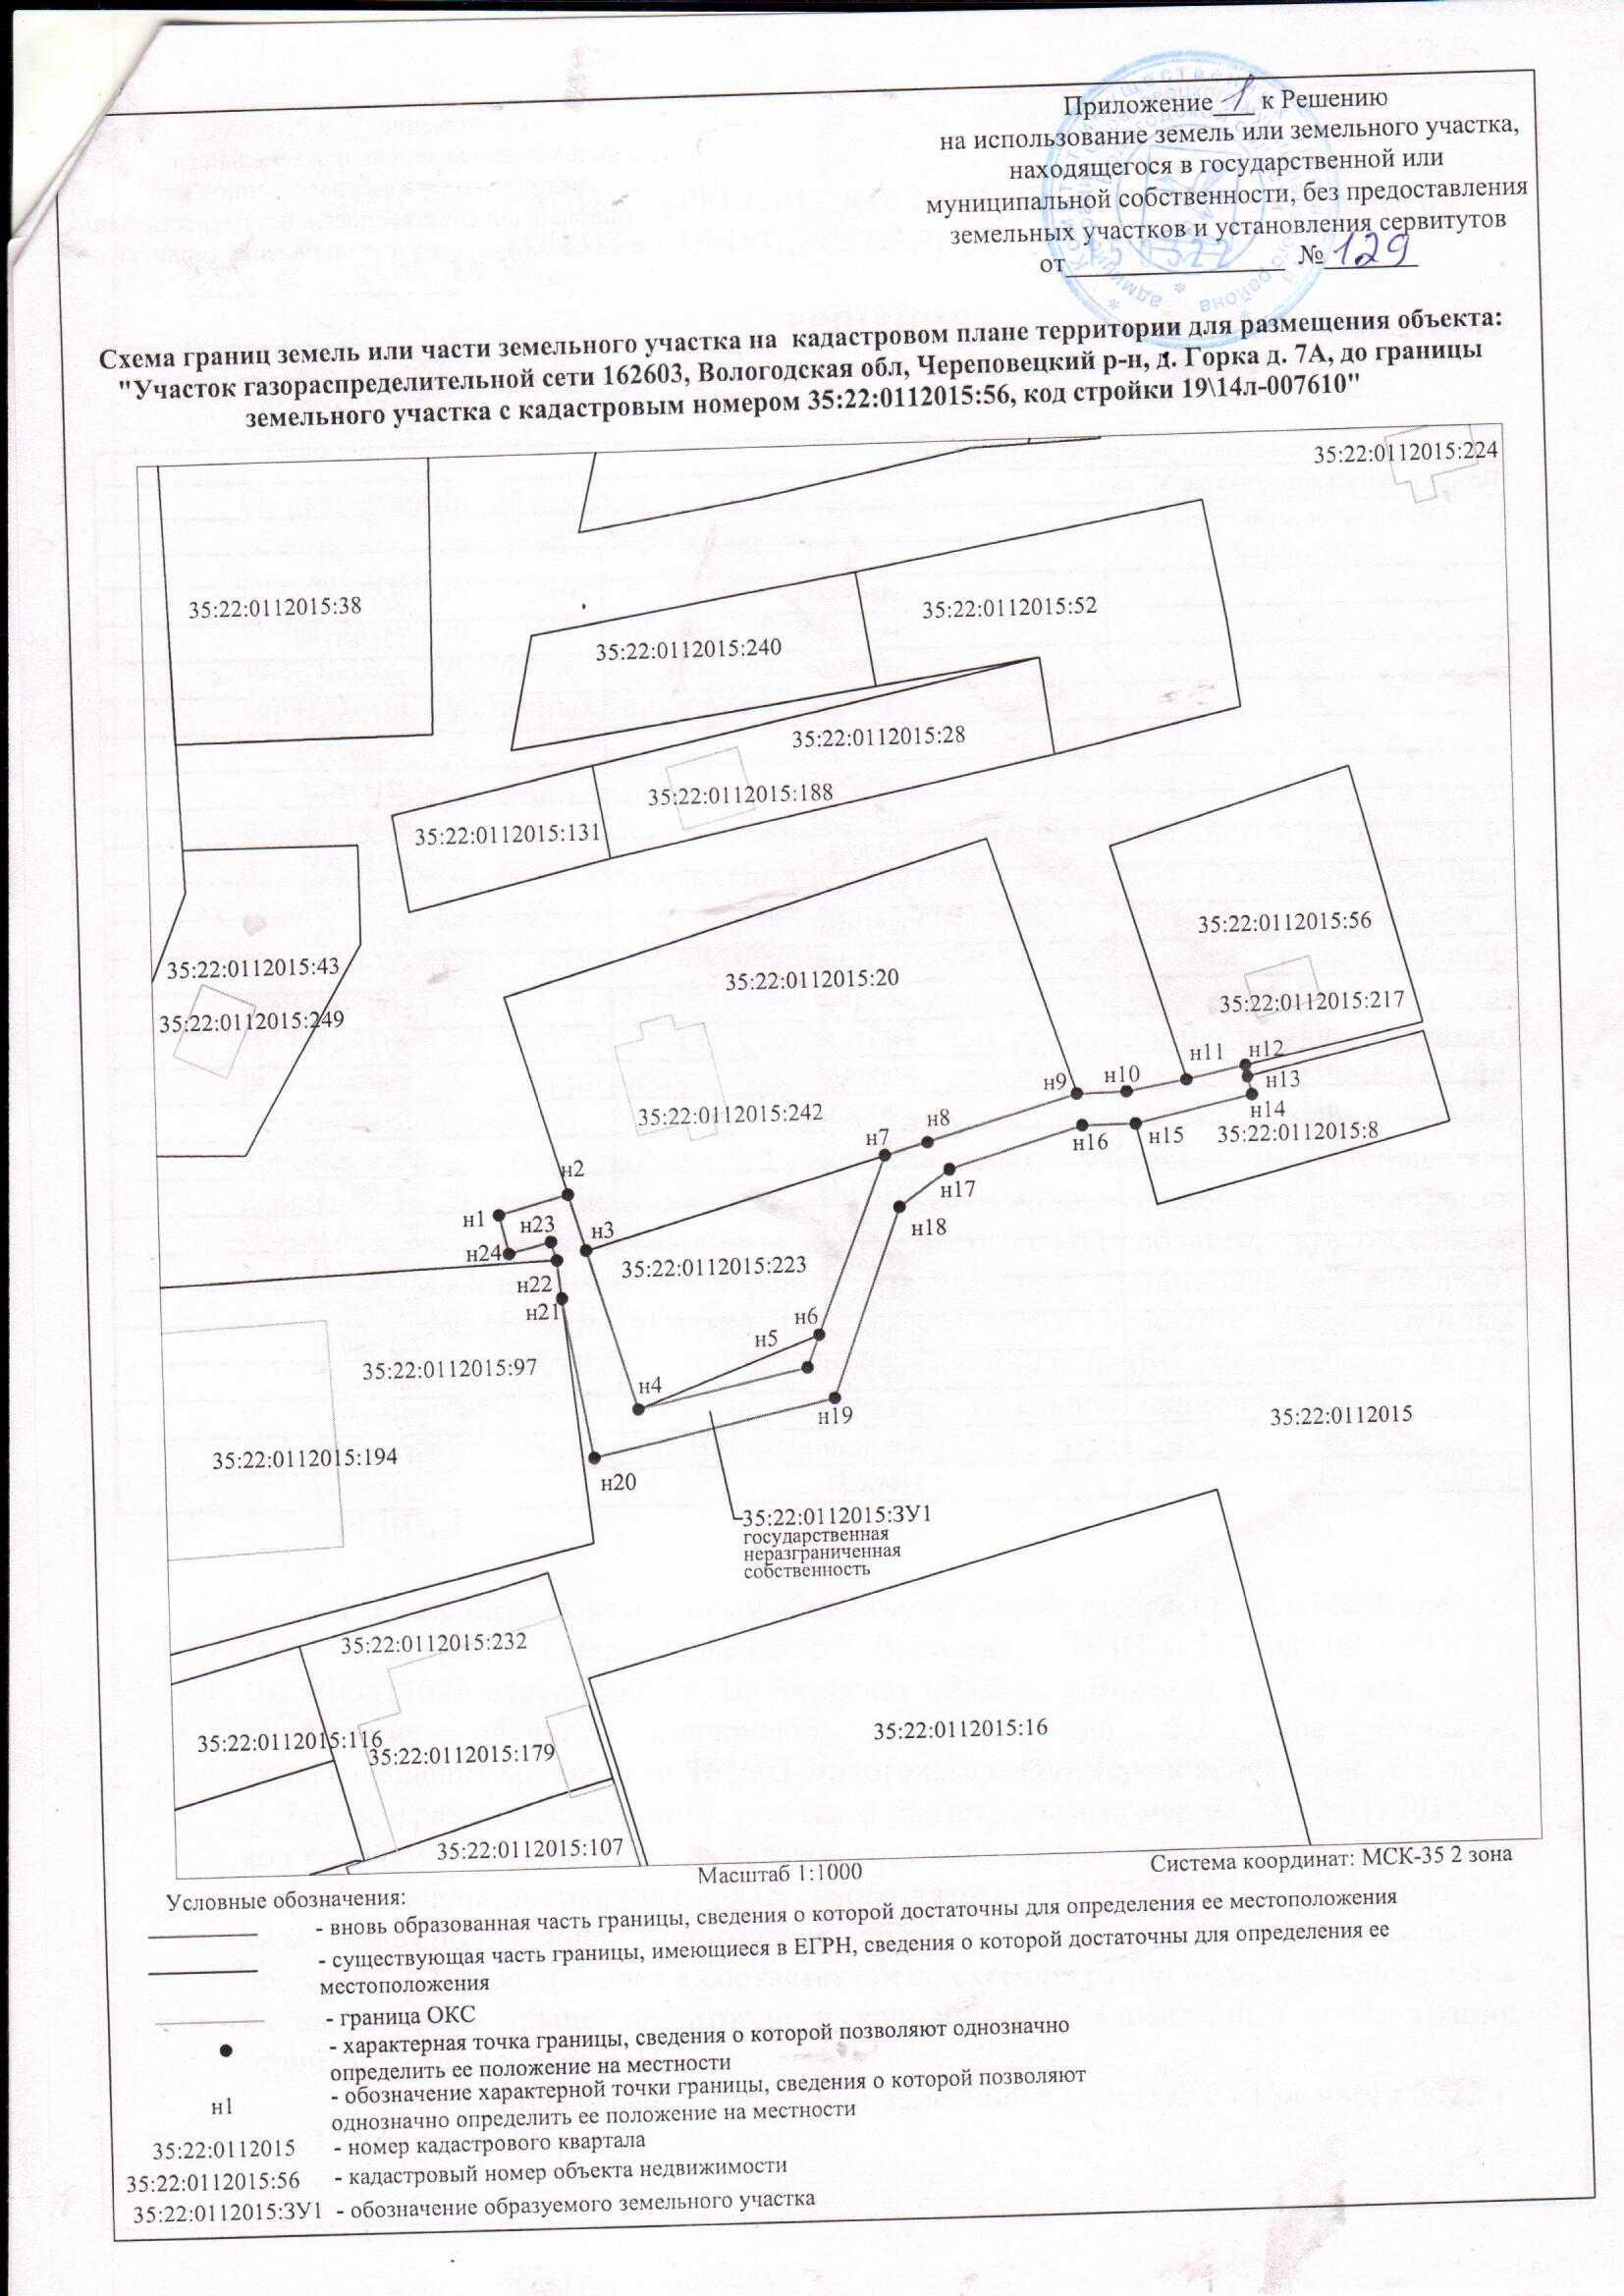 Приложение 1 к Решению
на использование земель или земельного участка,
находящегося в государственной или
муниципальной собственности, без предоставления
земельных участков и установления сервитутов
от № 129
Схема границ земель или части земельного участка на кадастровом плане территории для размещения объекта:
"Участок газораспределительной сети 162603, Вологодская обл, Череповецкий р-н, д. Горка д. 7А, до границы
земельного участка с кадастровым номером 35:22:0112015:56, код стройки 19\14л-007610"
35:22:0112015:224
35:22:0112015:38
35:22:0112015:52
35:22:0112015:240
35:22:0112015:28
35:22:0112015:188
35:22:0112015:131
35:22:0112015:56
35:22:0112015:43
35:22:0112015:20
35:22:0112015:217
35:22:0112015:249
н11
н12
н9
н10
н13
н14
35:22:0112015:242
н8
н7
н16
н15
35:22:0112015:8
н2
н17
н1
н23
н3
н18
н24
35:22:0112015:223
н22
н21
н6
н5
35:22:0112015:97
н4
н19
35:22:0112015
35:22:0112015:194
н20
35:22:0112015:ЗУ1
государственная
неразграниченная
собственность
35:22:0112015:232
35:22:0112015:116
35:22:0112015:179
35:22:0112015:16
35:22:0112015:107
Масштаб 1:1000
Система координат: МСК-35 2 зона
Условные обозначения:
- вновь образованная часть границы, сведения о которой достаточны для определения ее местоположения
- существующая часть границы, имеющиеся в ЕГРН, сведения о которой достаточны для определения ее
местоположения
- граница ОКС
- характерная точка границы, сведения о которой позволяют однозначно
определить ее положение на местности
н1 - обозначение характерной точки границы, сведения о которой позволяют
однозначно определить ее положение на местности
35:22:0112015 - номер кадастрового квартала
35:22:0112015:56 - кадастровый номер объекта недвижимости
35:22:0112015:ЗУ1 - обозначение образуемого земельного участка